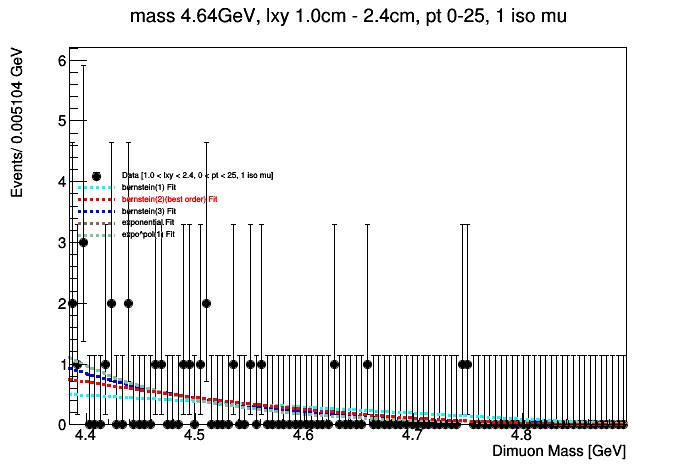 mass 4.64GeV, lxy 1.0cm - 2.4cm, pt 0-25, 1 iso mu
Events/ 0.005104 GeV
6
5
4
3
2
1
0
Data [1.0 < lxy < 2.4, 0 < pt < 25, 1 iso mu]
bernstein(1) Fit
bernstein(2)(best order) Fit
bernstein(3) Fit
exponential Fit
expo*pol(1) Fit
4.4 4.5 4.6 4.7 4.8
Dimuon Mass [GeV]